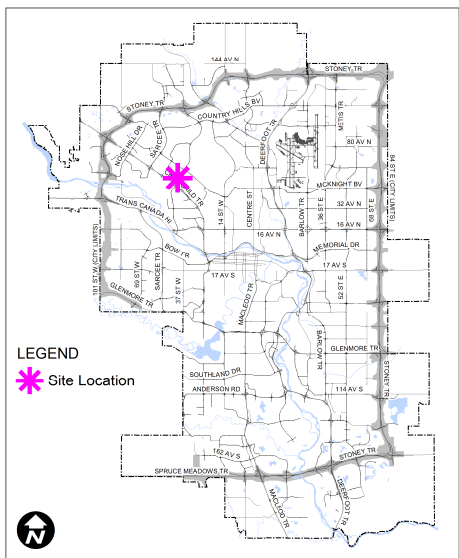 144 AV N
STONEY TR
STONEY TR
COUNTRY HILLS BV
NOSEHILL DR
SARCEE TR
DEERFOOT TR
METIS TR
80 AV N
84 ST E (CITY LIMITS)
MCKNIGHT BV
TRANS CANADA HI
14 ST W
CENTRE ST
BARLOW TR
36 ST E
32 AV N
68 ST E
16 AV N
16 AV N
101 ST W (CITY LIMITS)
BOW TR
MEMORIAL DR
69 ST W
SARCEE TR
17 AV S
17 AV S
37 ST W
GLENMORE TR
MACLEOD TR
52 ST E
BARLOW TR
LEGEND
GLENMORE TR
Site Location
SOUTHLAND DR
STONEY TR
ANDERSON RD
114 AV S
162 AV S
STONEY TR
SPRUCE MEADOWS TR
MACLEOD TR
DEERFOOT TR
N